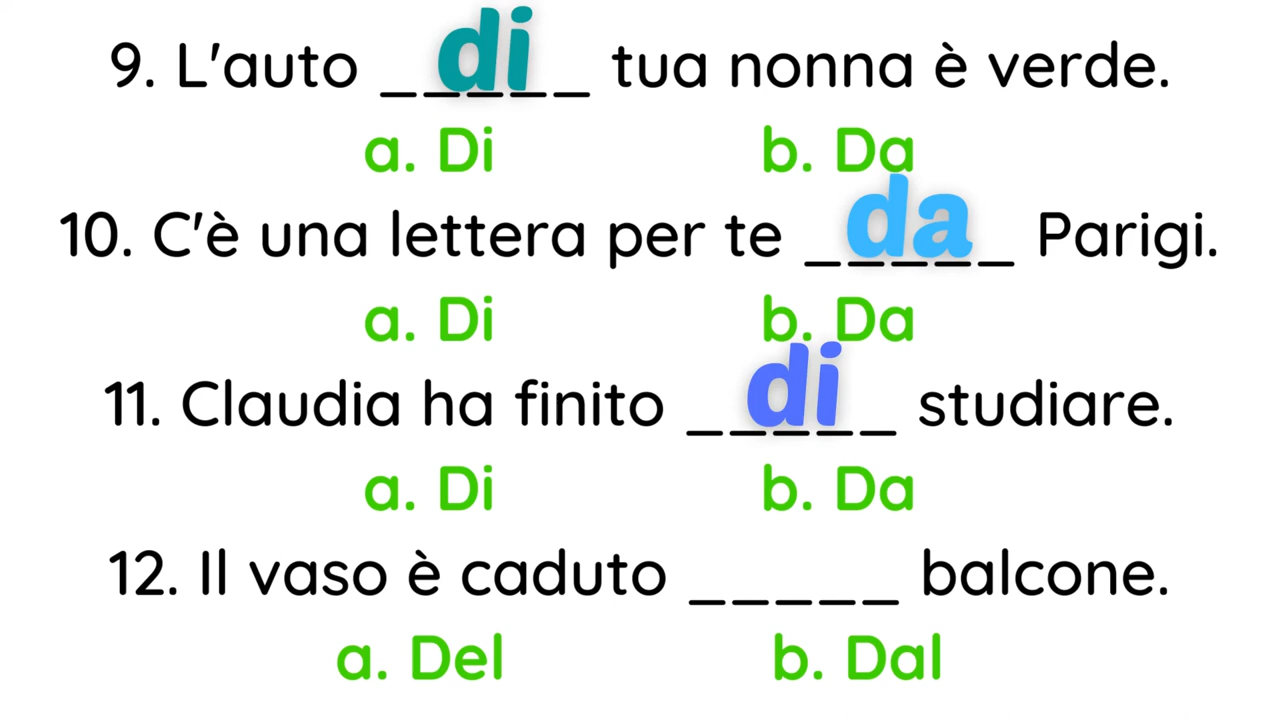 9. L'auto di tua nonna è verde.
a. Di b. Da
10. C'è una lettera per te da Parigi.
a. Di b. Da
11. Claudia ha finito di studiare.
a. Di b. Da
12. Il vaso è caduto _____ balcone.
a. Del b. Dal